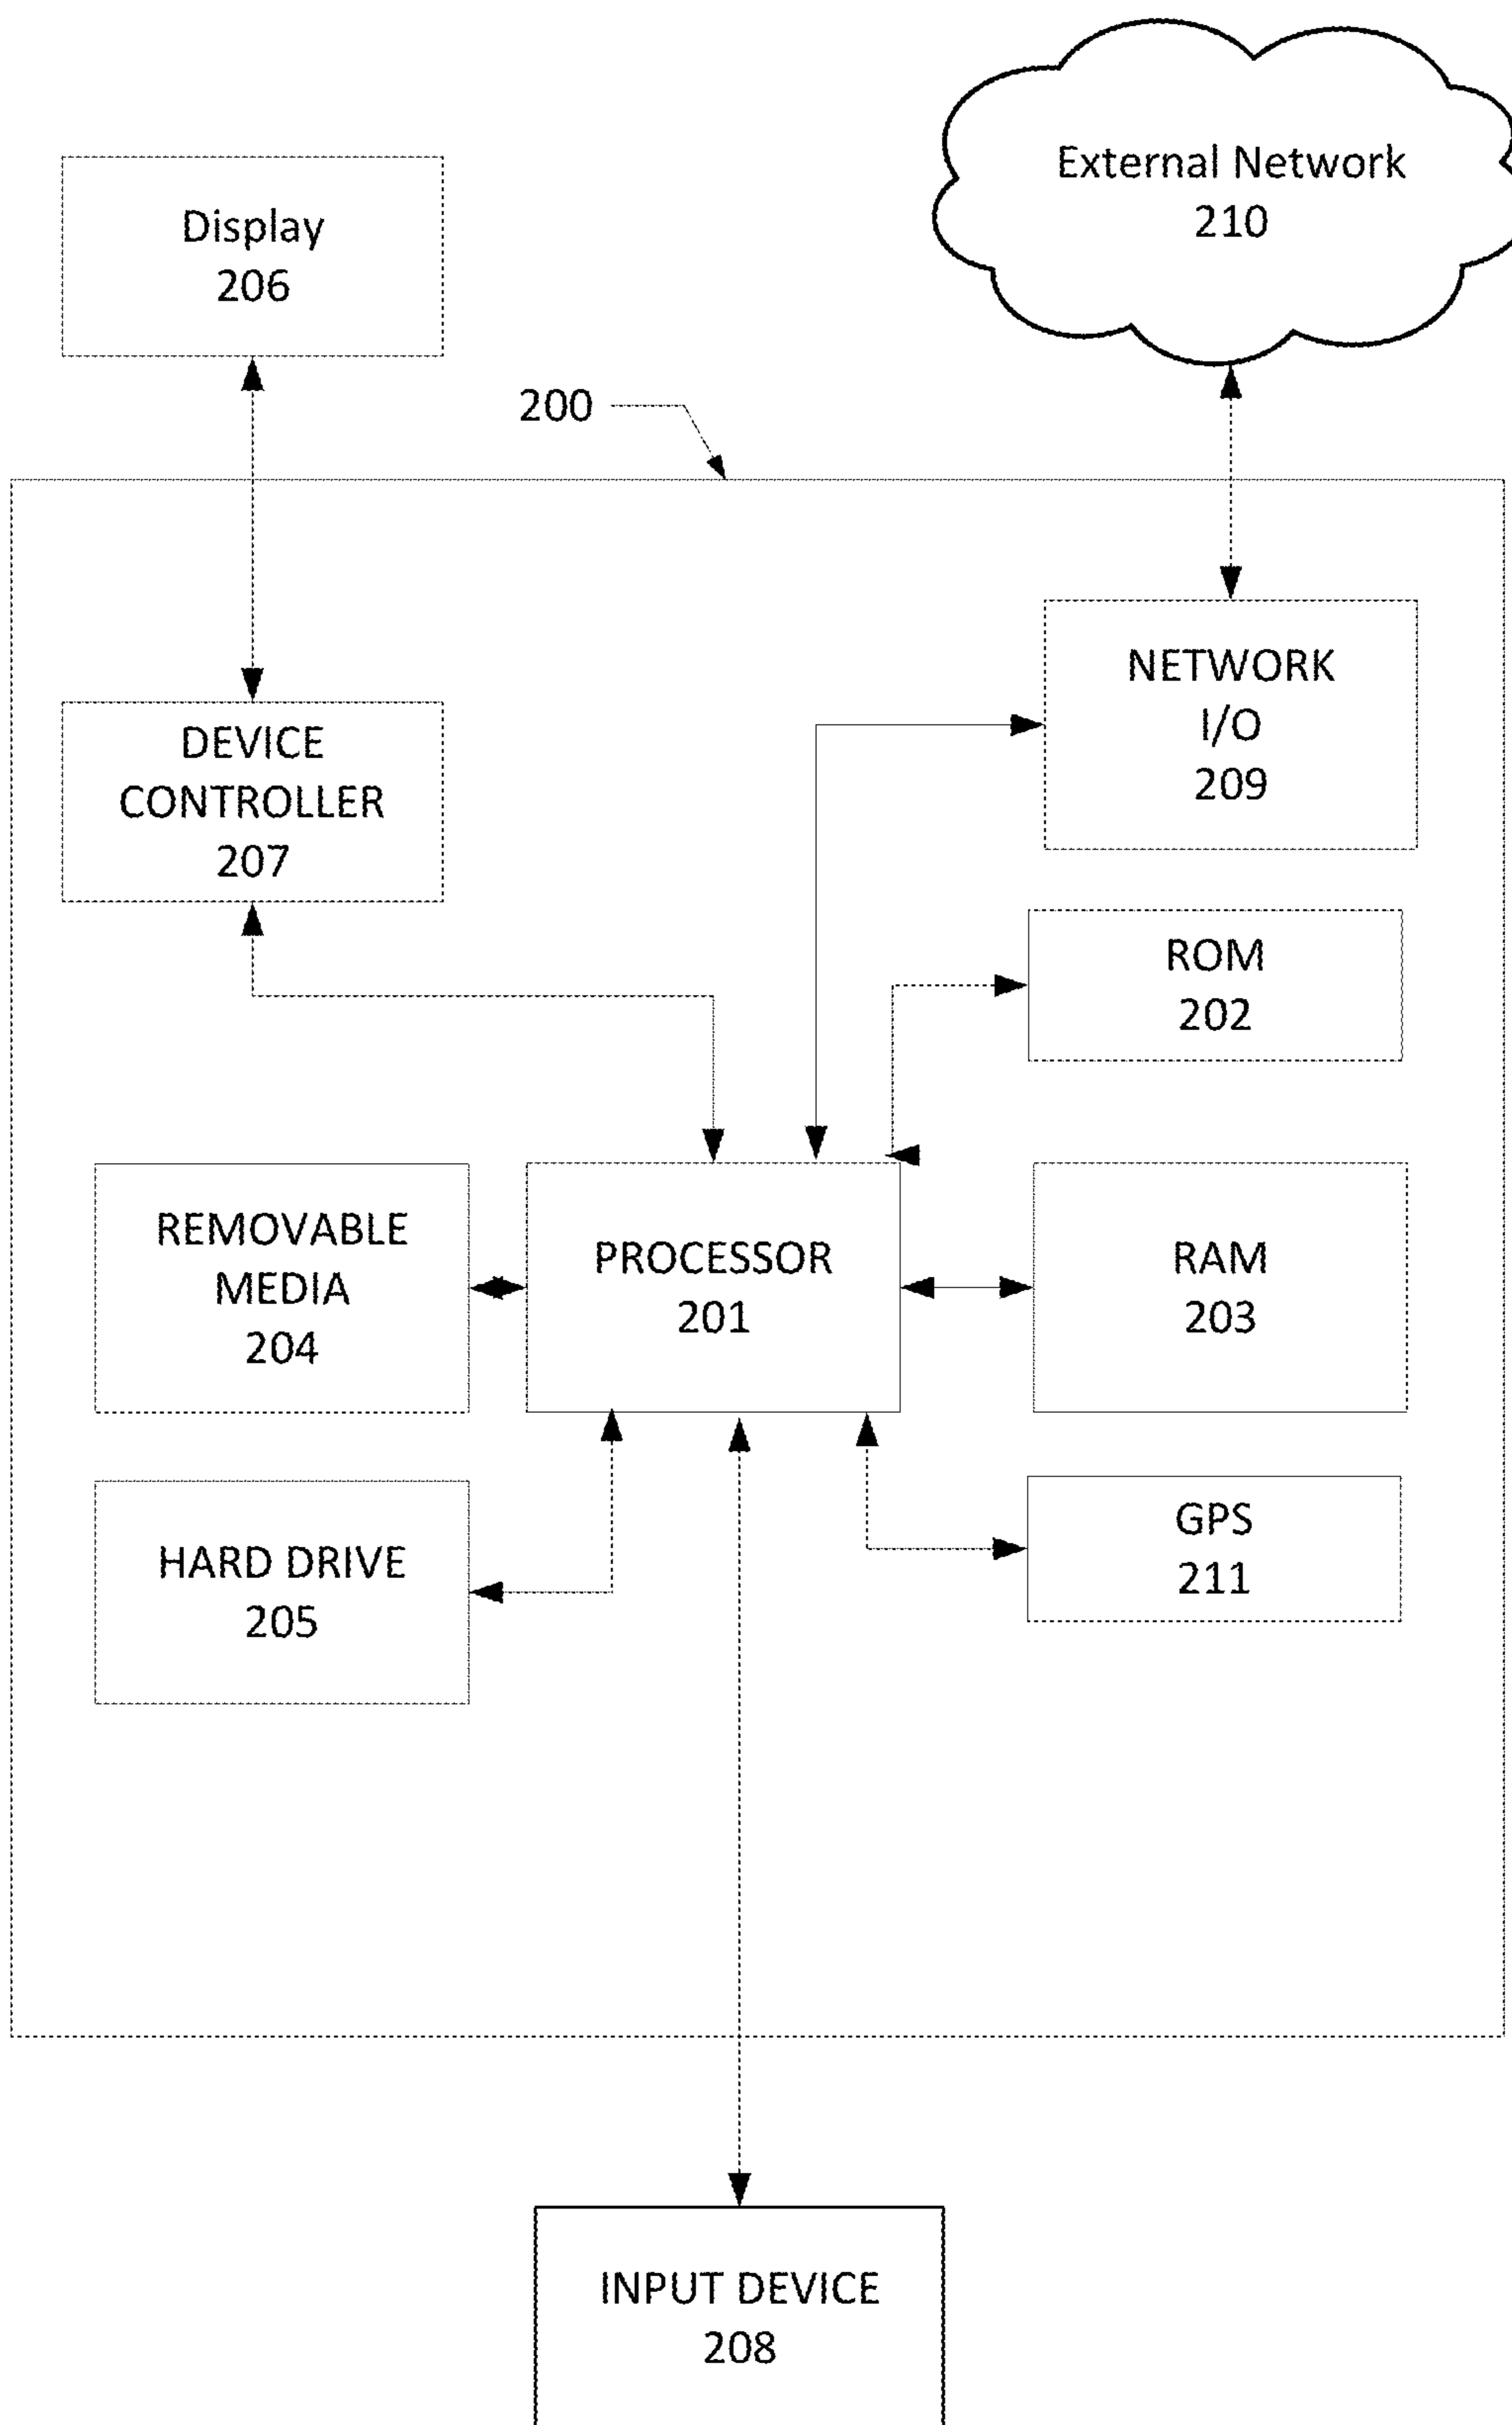 External Network
210
Display
206
200
NETWORK
I/O
209
DEVICE
CONTROLLER
207
ROM
202
REMOVABLE
MEDIA
204
PROCESSOR
201
RAM
203
HARD DRIVE
205
GPS
211
INPUT DEVICE
208